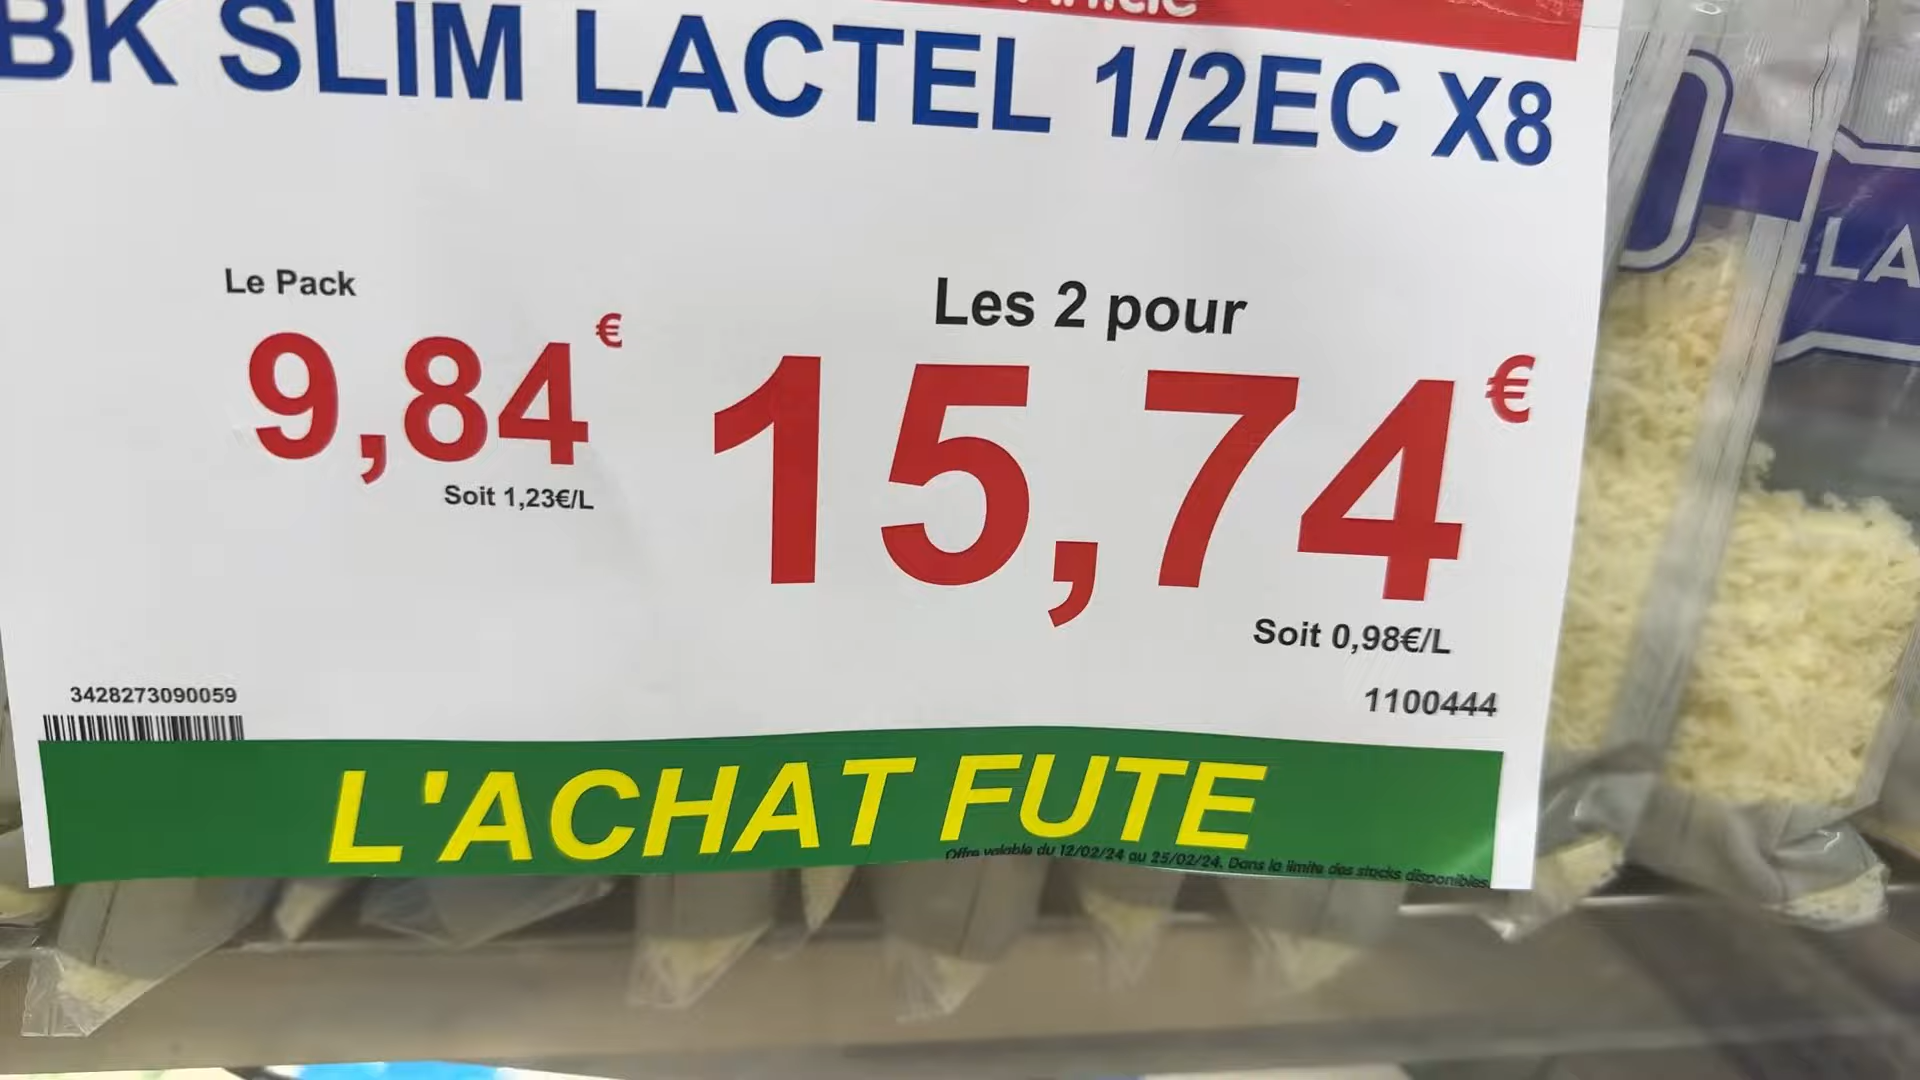 BK SLIM LACTEL 1/2EC X8
Le Pack
9,84€
Soit 1,23€/L
Les 2 pour
15,74€
Soit 0,98€/L
3428273090059
1100444
L'ACHAT FUTE
Offre valable du 12/02/24 au 25/02/24. Dans la limite des stocks disponibles